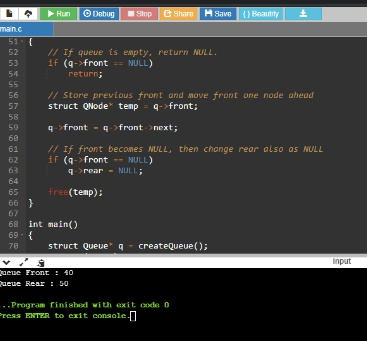 Run Debug Stop Share Save {} Beautify
main.c
51 {
52 // If queue is empty, return NULL.
53 if (q->front == NULL)
54 return;
55
56 // Store previous front and move front one node ahead
57 struct QNode* temp = q->front;
58
59 q->front = q->front->next;
60
61 // If front becomes NULL, then change rear also as NULL
62 if (q->front == NULL)
63 q->rear = NULL;
64
65 free(temp);
66 }
67
68 int main()
69 {
70 struct Queue* q = createQueue();
input
Queue Front : 40
Queue Rear : 50
...Program finished with exit code 0
Press ENTER to exit console.